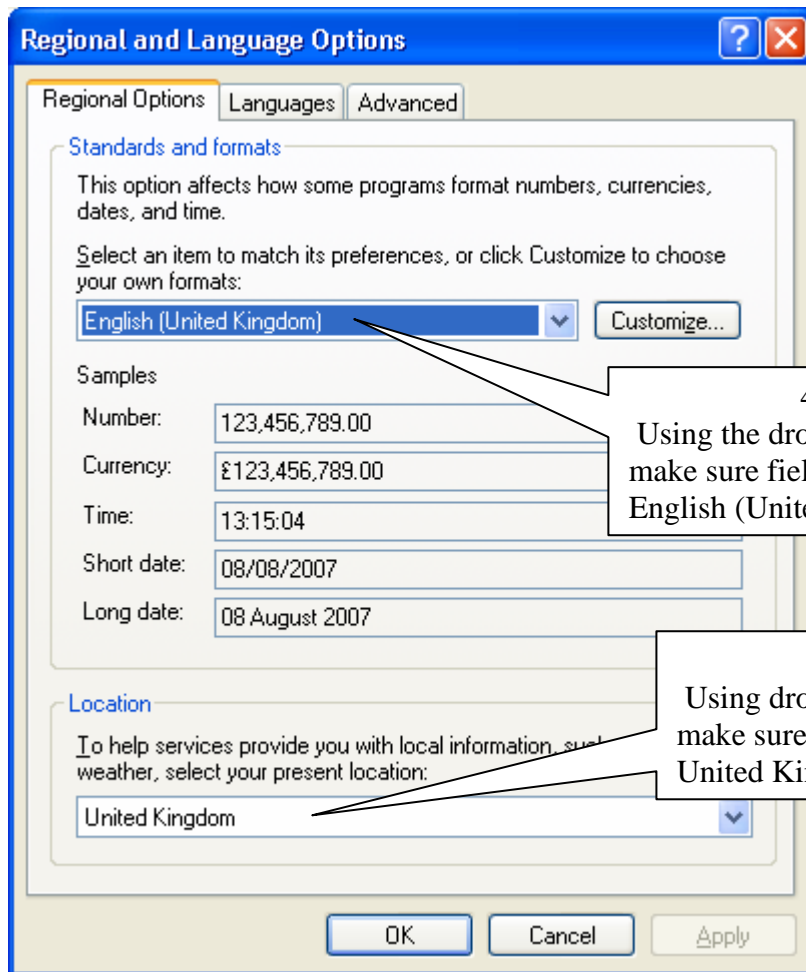 Regional and Language Options
Regional Options Languages Advanced
Standards and formats
This option affects how some programs format numbers, currencies,
dates, and time.
Select an item to match its preferences, or click Customize to choose
your own formats:
English (United Kingdom) Customize...
Samples
Number: 123,456,789.00
Currency: £123,456,789.00
Time: 13:15:04
Short date: 08/08/2007
Long date: 08 August 2007
Using the
make sure
English
Location
To help services provide you with local information,
weather, select your present location:
United Kingdom
Using
make sure
United
OK Cancel Apply